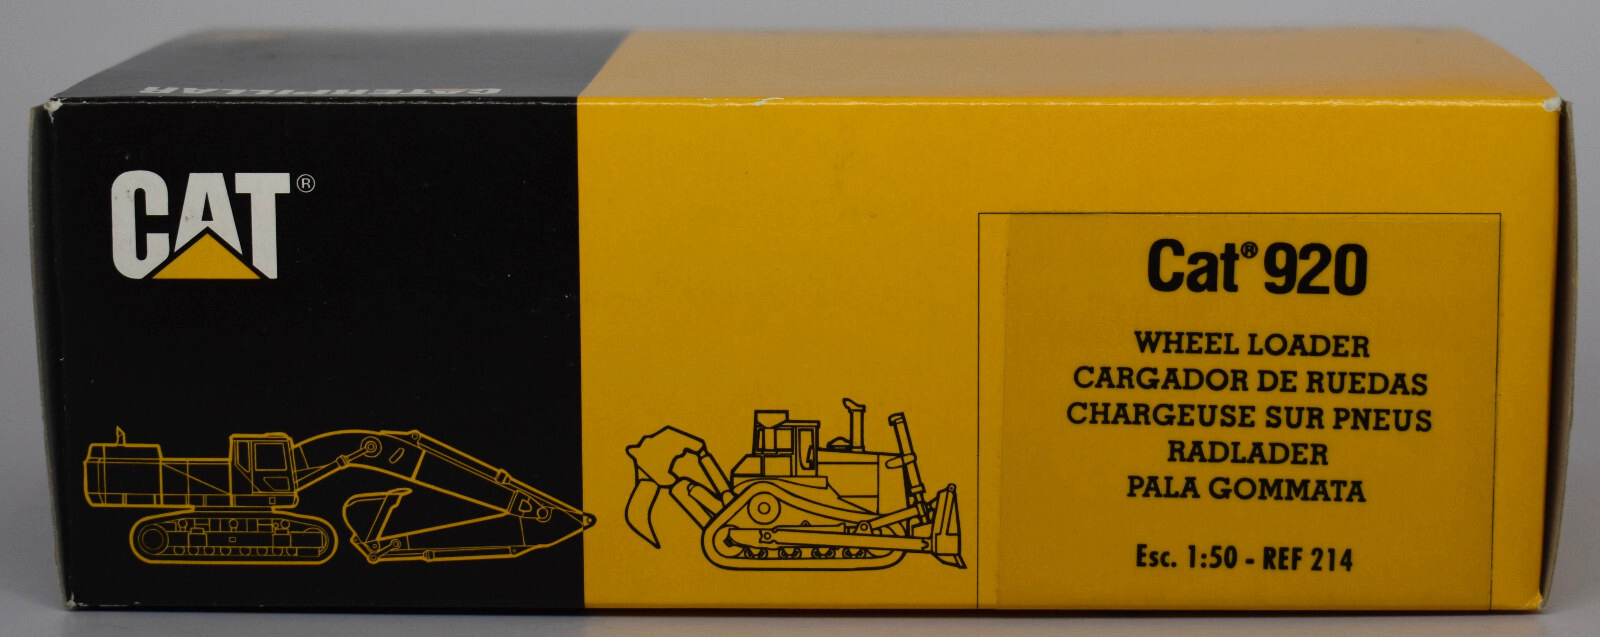 CATERPILLAR
CAT®
Cat® 920
WHEEL LOADER
CARGADOR DE RUEDAS
CHARGEUSE SUR PNEUS
RADLADER
PALA GOMMATA
Esc. 1:50 - REF 214